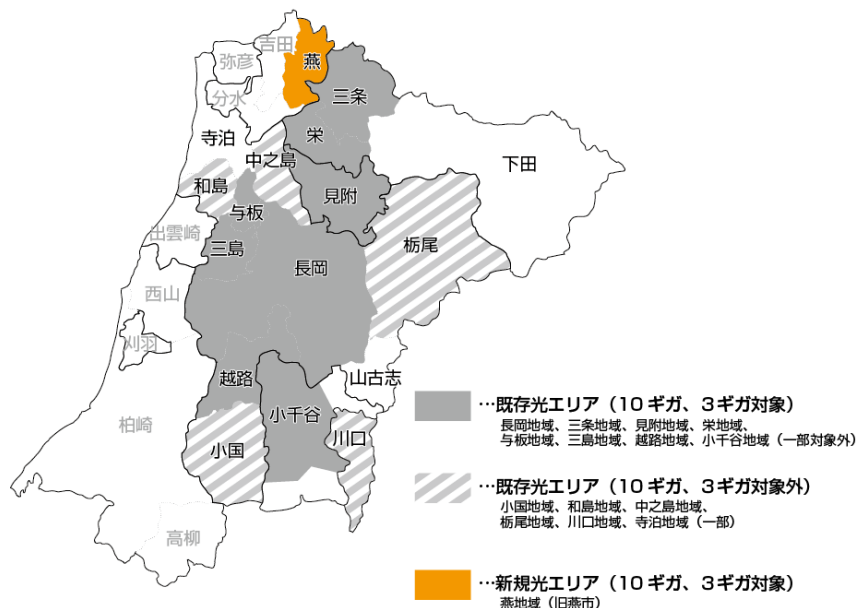 吉田
弥彦
燕
分水
三条
寺泊
栄
中之島
下田
和島
見附
与板
出雲崎
三島
栃尾
長岡
西山
刈羽
越路
山古志
小千谷
柏崎
川口
小国
高柳
…既存光エリア（10ギガ、3ギガ対象）
長岡地域、三条地域、見附地域、栄地域、
与板地域、三島地域、越路地域、小千谷地域（一部対象外）
…既存光エリア（10ギガ、3ギガ対象外）
小国地域、和島地域、中之島地域、
栃尾地域、川口地域、寺泊地域（一部）
…新規光エリア（10ギガ、3ギガ対象）
燕地域（旧燕市）